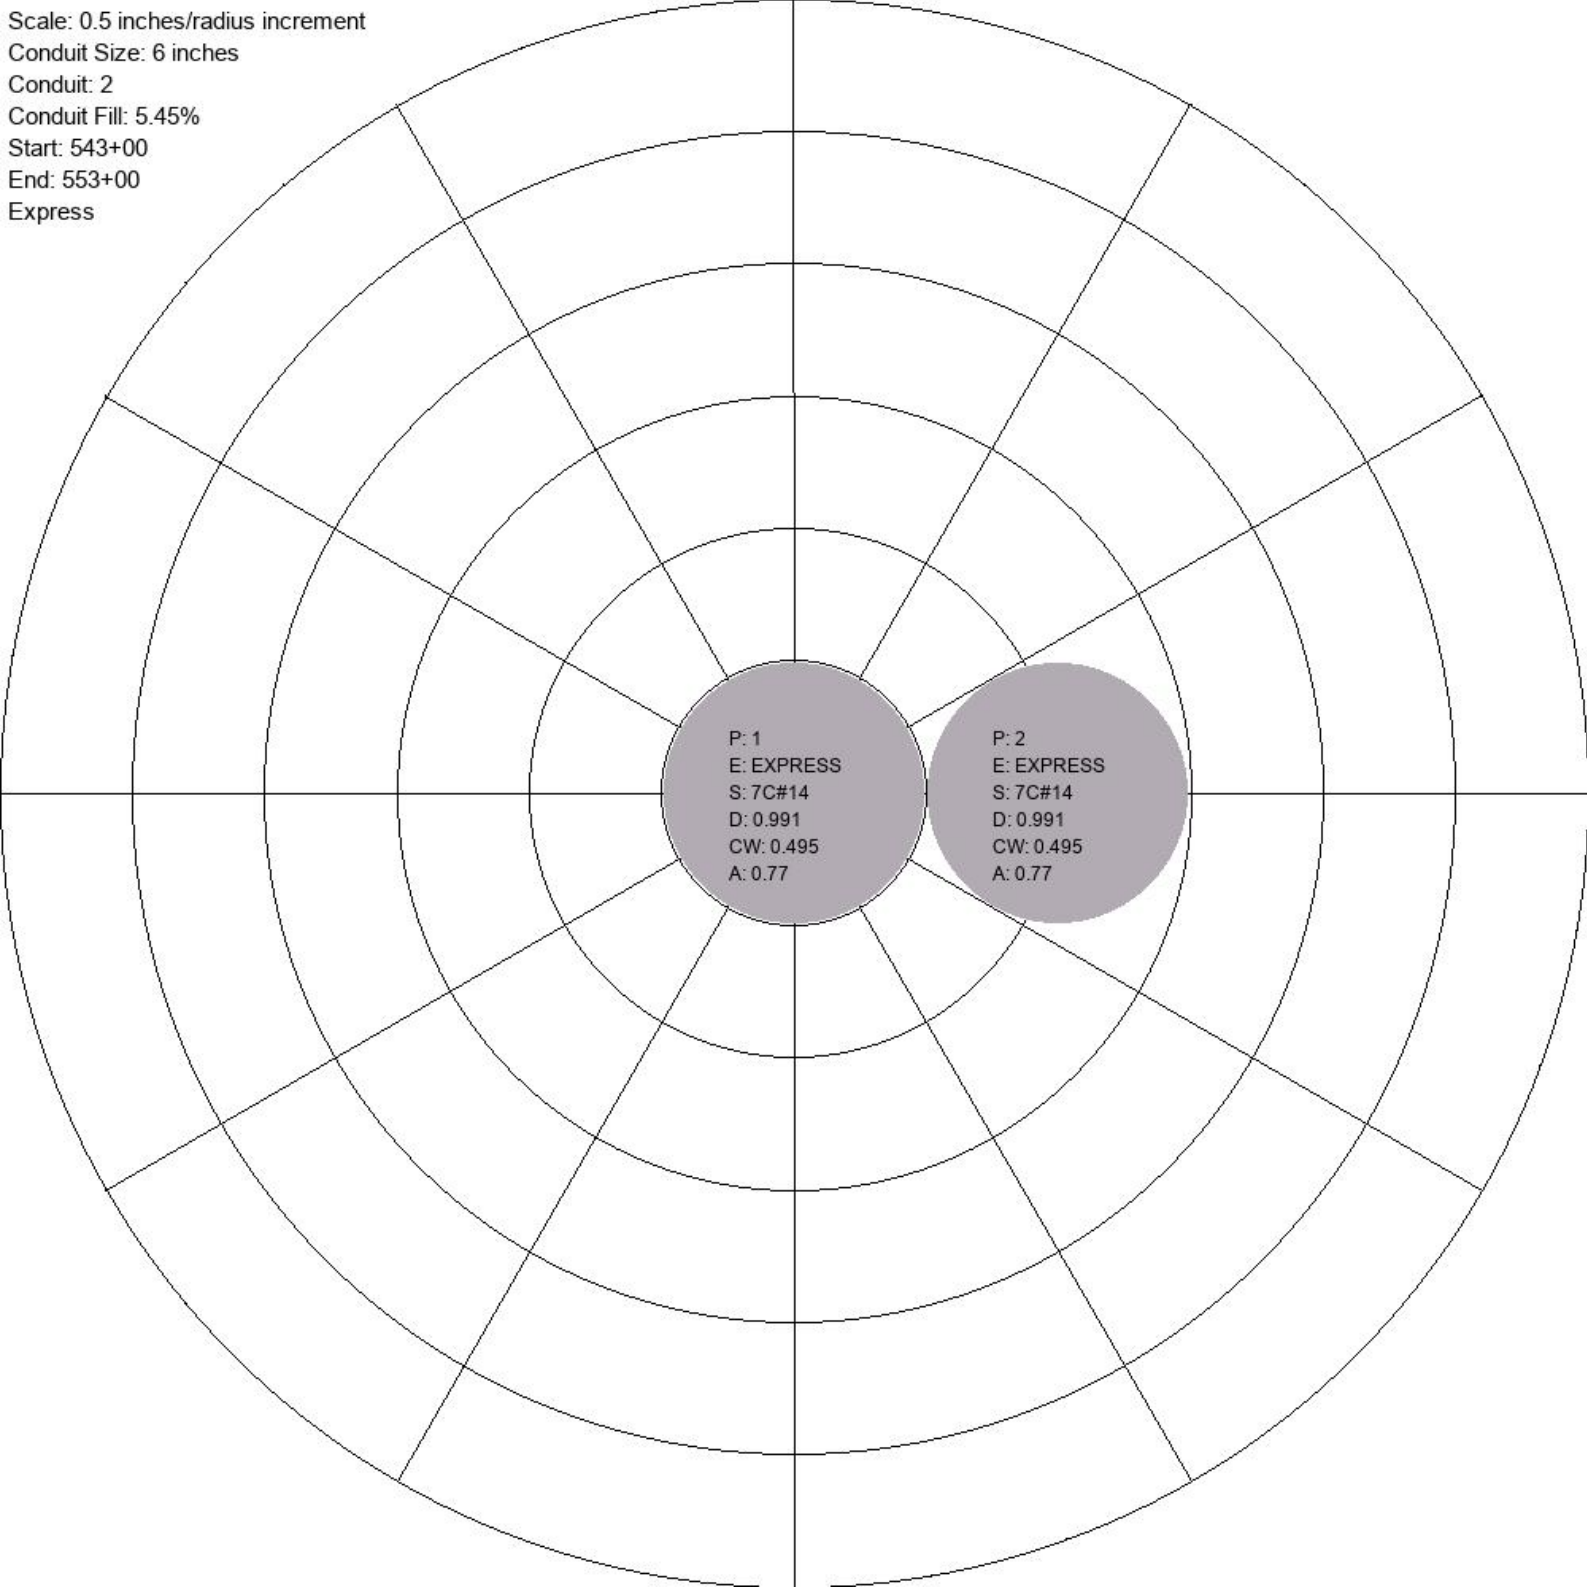 Scale: 0.5 inches/radius increment
Conduit Size: 6 inches
Conduit: 2
Conduit Fill: 5.45%
Start: 543+00
End: 553+00
Express
P: 1
E: EXPRESS
S: 7C#14
D: 0.991
CW: 0.495
A: 0.77
P: 2
E: EXPRESS
S: 7C#14
D: 0.991
CW: 0.495
A: 0.77